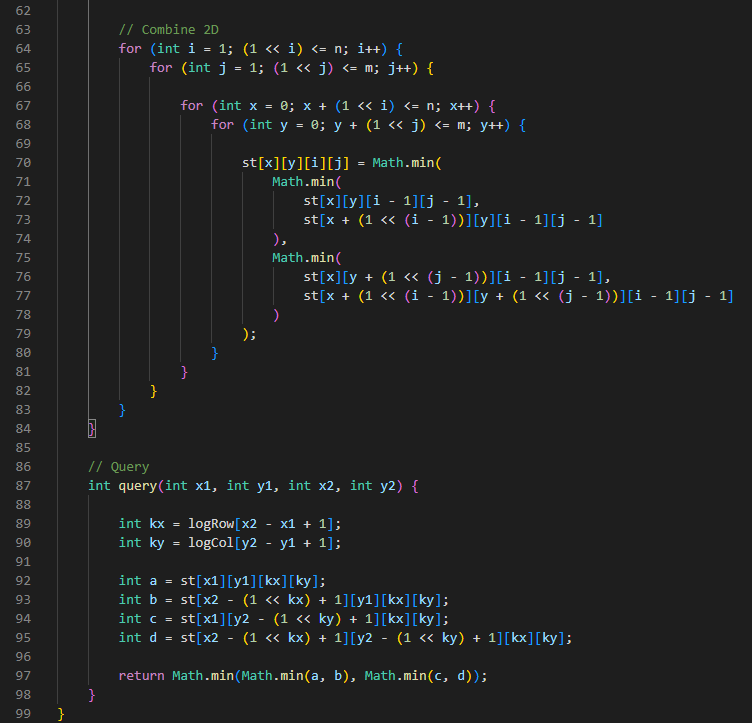 62
63 // Combine 2D
64 for (int i = 1; (1 << i) <= n; i++) {
65 for (int j = 1; (1 << j) <= m; j++) {
66
67 for (int x = 0; x + (1 << i) <= n; x++) {
68 for (int y = 0; y + (1 << j) <= m; y++) {
69
70 st[x][y][i][j] = Math.min(
71 Math.min(
72 st[x][y][i - 1][j - 1],
73 st[x + (1 << (i - 1))][y][i - 1][j - 1]
74 ),
75 Math.min(
76 st[x][y + (1 << (j - 1))][i - 1][j - 1],
77 st[x + (1 << (i - 1))][y + (1 << (j - 1))][i - 1][j - 1]
78 )
79 );
80 }
81 }
82 }
83 }
84 }
85
86 // Query
87 int query(int x1, int y1, int x2, int y2) {
88
89 int kx = logRow[x2 - x1 + 1];
90 int ky = logCol[y2 - y1 + 1];
91
92 int a = st[x1][y1][kx][ky];
93 int b = st[x2 - (1 << kx) + 1][y1][kx][ky];
94 int c = st[x1][y2 - (1 << ky) + 1][kx][ky];
95 int d = st[x2 - (1 << kx) + 1][y2 - (1 << ky) + 1][kx][ky];
96
97 return Math.min(Math.min(a, b), Math.min(c, d));
98 }
99 }